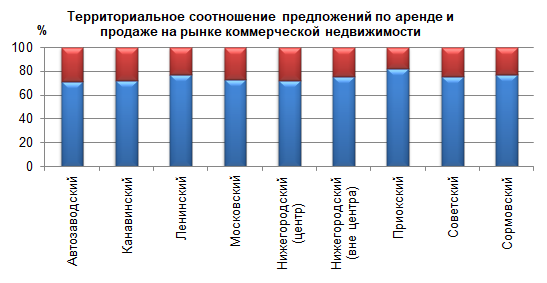 Территориальное соотношение предложений по аренде и
продаже на рынке коммерческой недвижимости
%
100
80
60
40
20
0
Автозаводский
Канавинский
Ленинский
Московский
Нижегородский
(центр)
Нижегородский
(вне центра)
Приокский
Советский
Сормовский